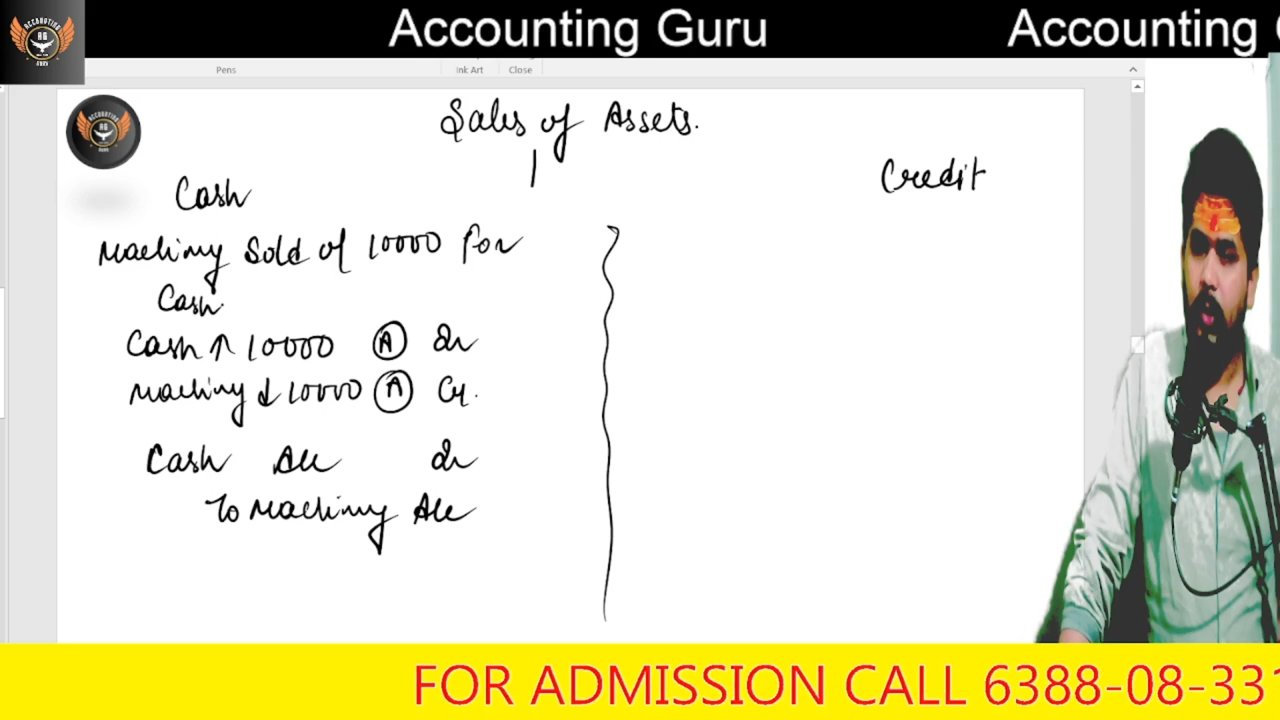 Accounting Guru
Accounting
Pens
Ink Art
Close
Sales of Assets.
Cash
Credit
Machinery Sold of 10000 for
Cash.
Cash ↑ 10000 A Dr
Machinery ↓ 10000 A Cr.
Cash A/c Dr
To Machinery A/c
FOR ADMISSION CALL 6388-08-331